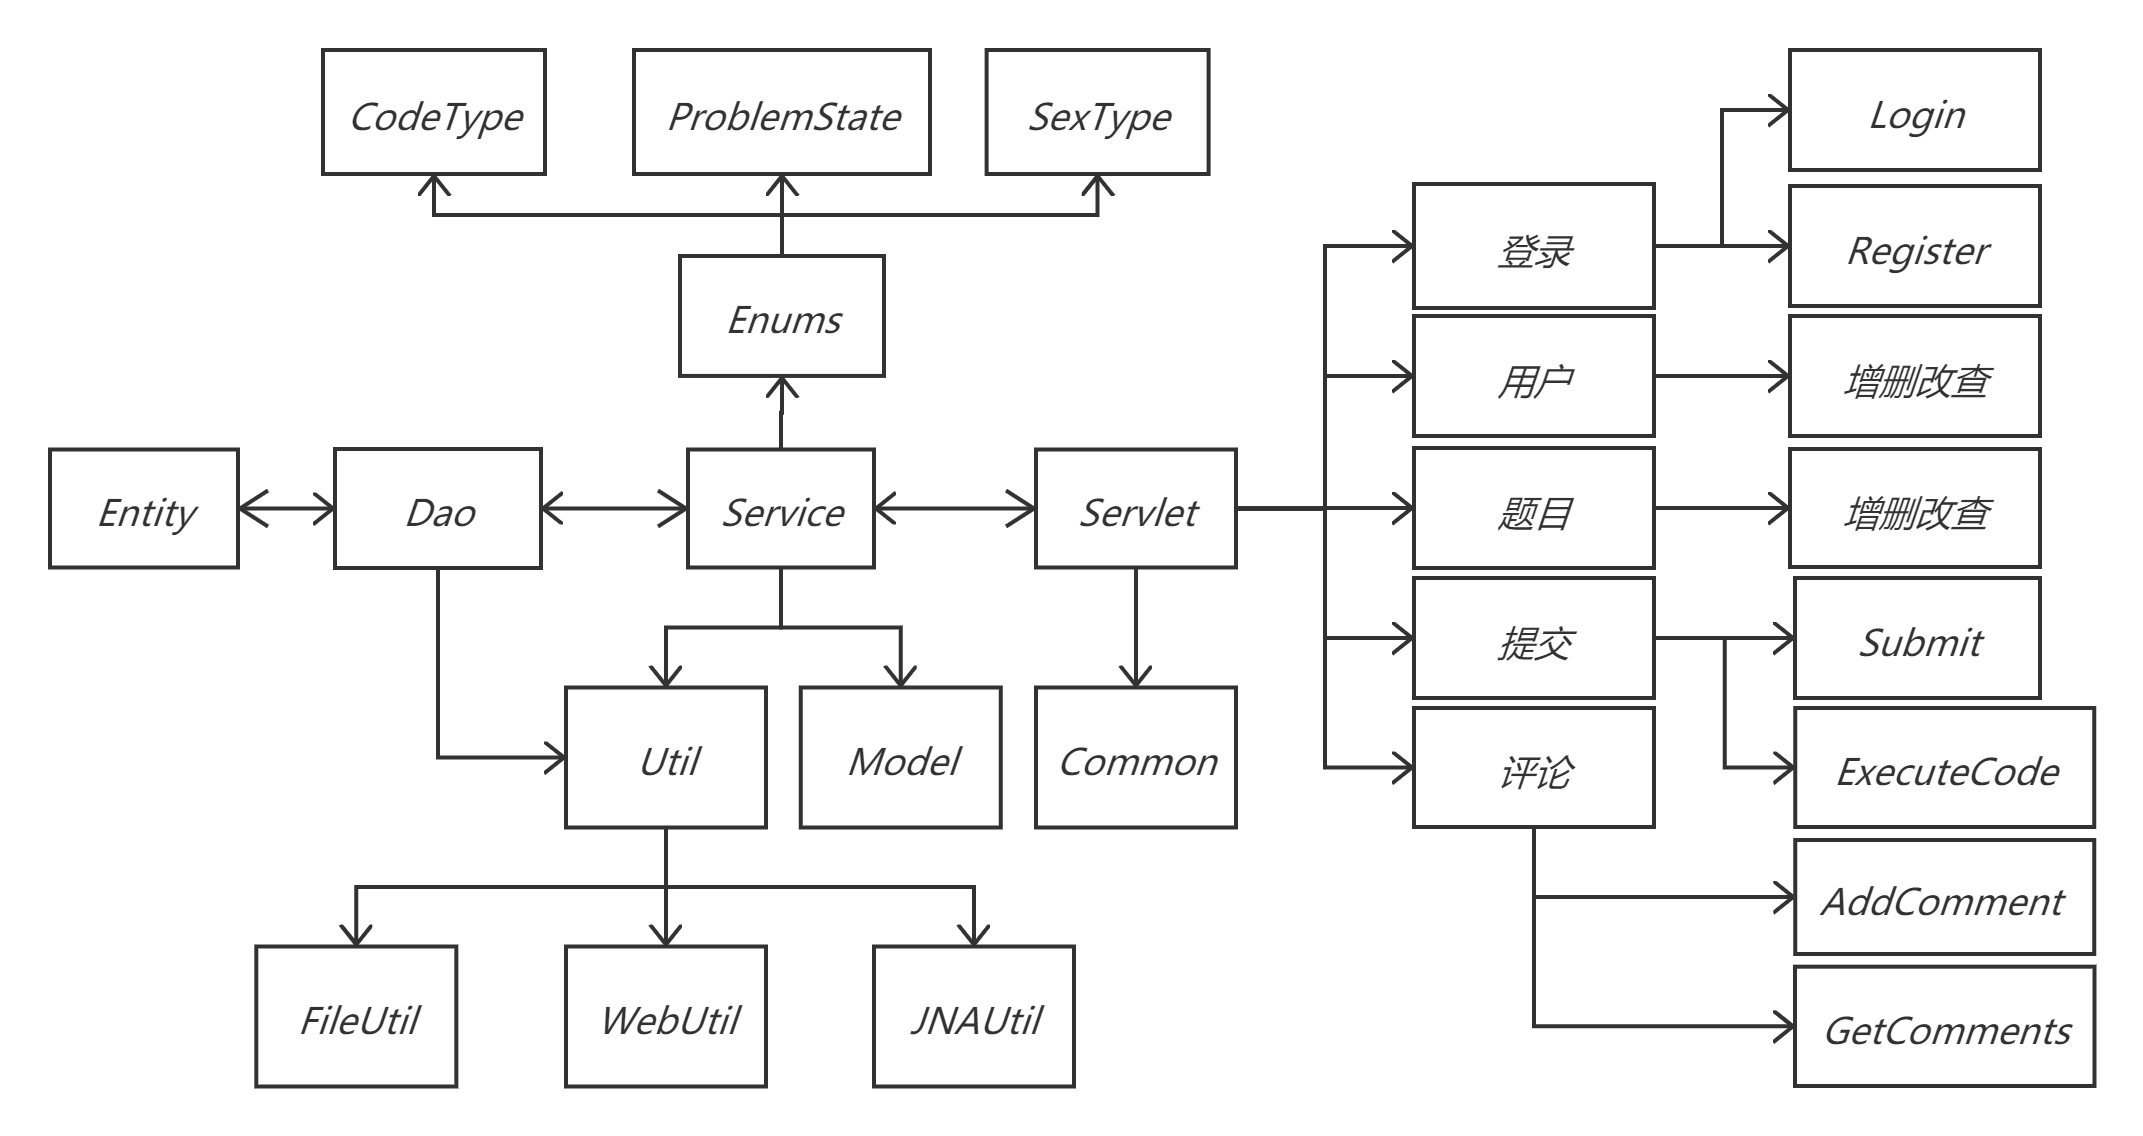 CodeType
ProblemState
SexType
Login
登录
Register
Enums
用户
增删改查
Entity
Dao
Service
Servlet
题目
增删改查
提交
Submit
Util
Model
Common
评论
ExecuteCode
AddComment
FileUtil
WebUtil
JNAUtil
GetComments